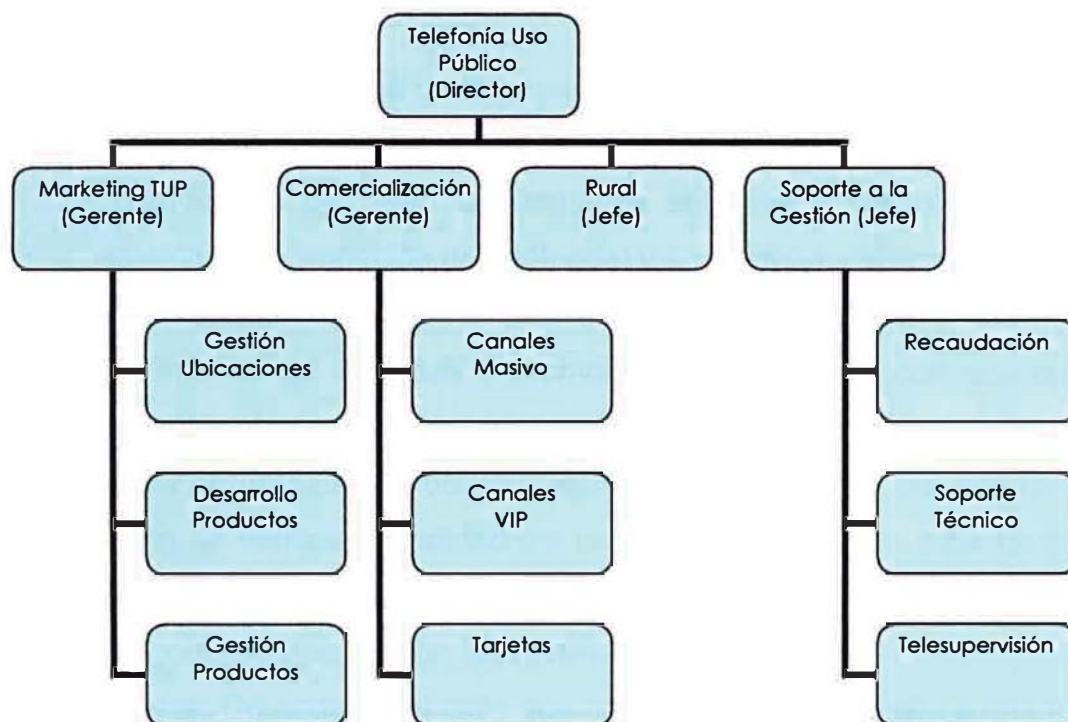 Telefonía Uso
Público
(Director)
Marketing TUP
(Gerente)
Comercialización
(Gerente)
Rural
(Jefe)
Soporte a la
Gestión (Jefe)
Gestión
Ubicaciones
Canales
Masivo
Recaudación
Desarrollo
Productos
Canales
VIP
Soporte
Técnico
Gestión
Productos
Tarjetas
Telesupervisión